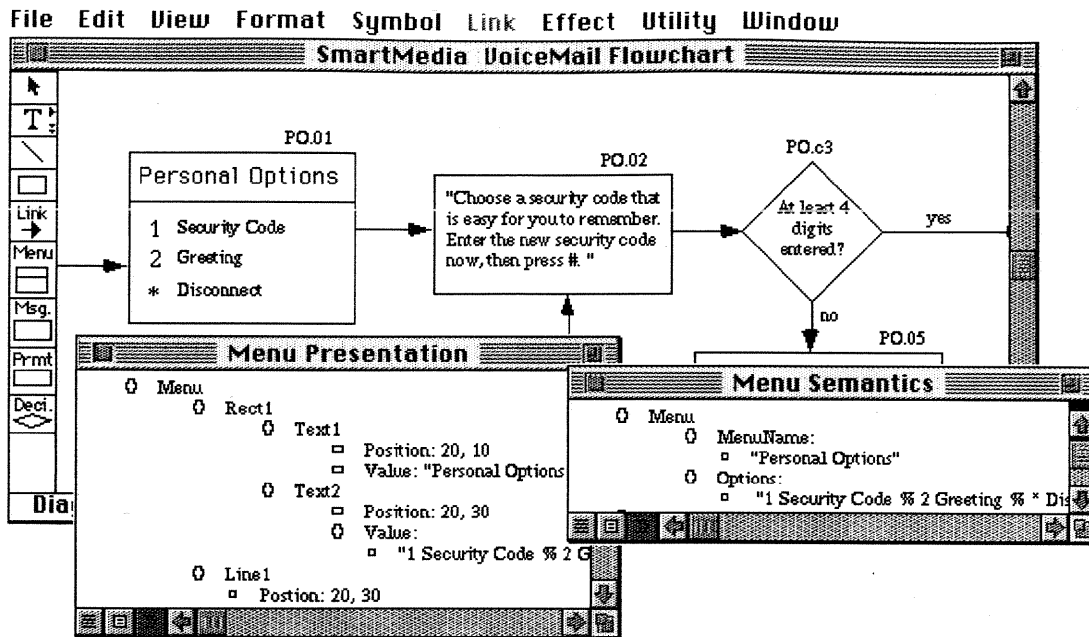 File Edit View Format Symbol Link Effect Utility Window
SmartMedia VoiceMail Flowchart
T
Link
Menu
Msg.
Prmt
Deci.
PO.01
Personal Options
1 Security Code
2 Greeting
* Disconnect
PO.02
"Choose a security code that
is easy for you to remember.
Enter the new security code
now, then press #. "
PO.c3
At least 4
digits
entered?
yes
no
PO.05
Menu Presentation
Menu
Rect1
Text1
Position: 20, 10
Value: "Personal Options
Text2
Position: 20, 30
Value:
"1 Security Code % 2 G
Line1
Postion: 20, 30
Menu Semantics
Menu
MenuName:
"Personal Options"
Options:
"1 Security Code % 2 Greeting % * Dis